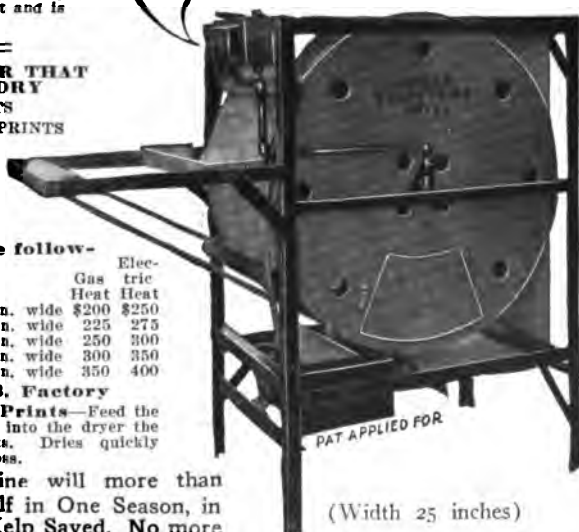 t and is
R THAT
DRY
TS
PRINTS
e follow-
Elec-
Gas tric
Heat Heat
n. wide $200 $250
n. wide 225 275
n. wide 250 300
n. wide 300 350
n. wide 350 400
B. Factory
Prints—Feed the
into the dryer the
s. Dries quickly
oss.
ine will more than
lf in One Season, in
Help Saved. No more
PAT APPLIED FOR
(Width 25 inches)